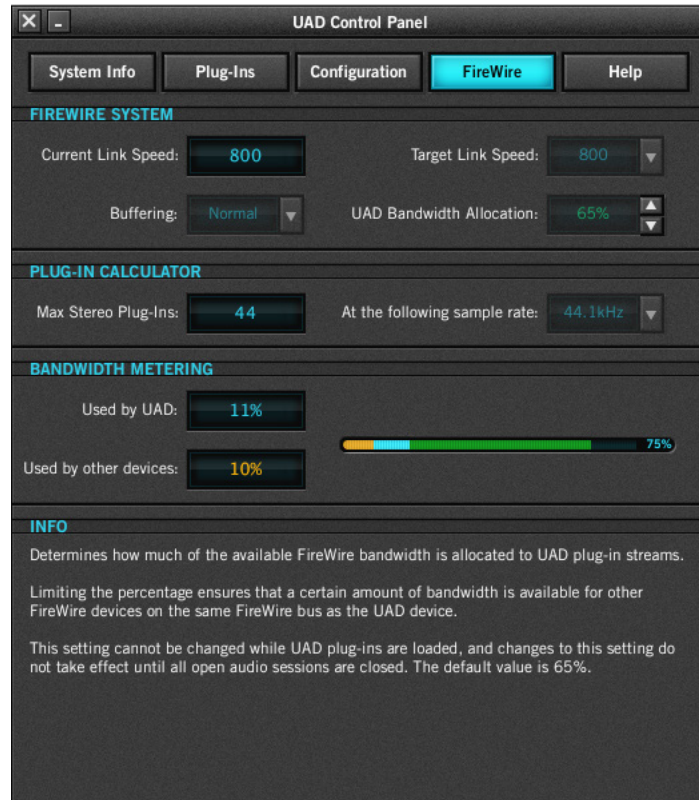 UAD Control Panel
System Info Plug-Ins Configuration FireWire Help
FIREWIRE SYSTEM
Current Link Speed: 800 Target Link Speed: 800
Buffering: Normal UAD Bandwidth Allocation: 65%
PLUG-IN CALCULATOR
Max Stereo Plug-Ins: 44 At the following sample rate: 44.1kHz
BANDWIDTH METERING
Used by UAD: 11%
75%
Used by other devices: 10%
INFO
Determines how much of the available FireWire bandwidth is allocated to UAD plug-in streams.
Limiting the percentage ensures that a certain amount of bandwidth is available for other
FireWire devices on the same FireWire bus as the UAD device.
This setting cannot be changed while UAD plug-ins are loaded, and changes to this setting do
not take effect until all open audio sessions are closed. The default value is 65%.